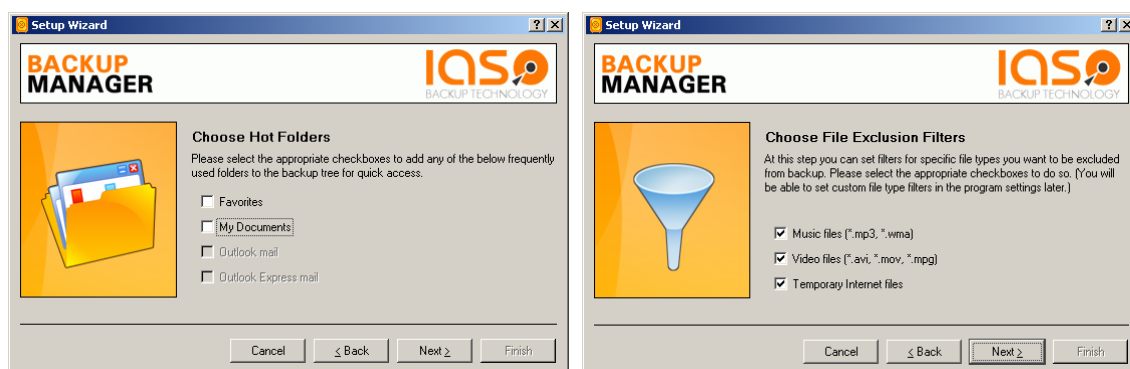 Setup Wizard
BACKUP
MANAGER
IASO
BACKUP TECHNOLOGY
Choose Hot Folders
Please select the appropriate checkboxes to add any of the below frequently
used folders to the backup tree for quick access.
Favorites
My Documents
Outlook mail
Outlook Express mail
Cancel
< Back
Next >
Finish
Setup Wizard
BACKUP
MANAGER
IASO
BACKUP TECHNOLOGY
Choose File Exclusion Filters
At this step you can set filters for specific file types you want to be excluded
from backup. Please select the appropriate checkboxes to do so. (You will
be able to set custom file type filters in the program settings later.)
Music files (*.mp3, *.wma)
Video files (*.avi, *.mov, *.mpg)
Temporary Internet files
Cancel
< Back
Next >
Finish